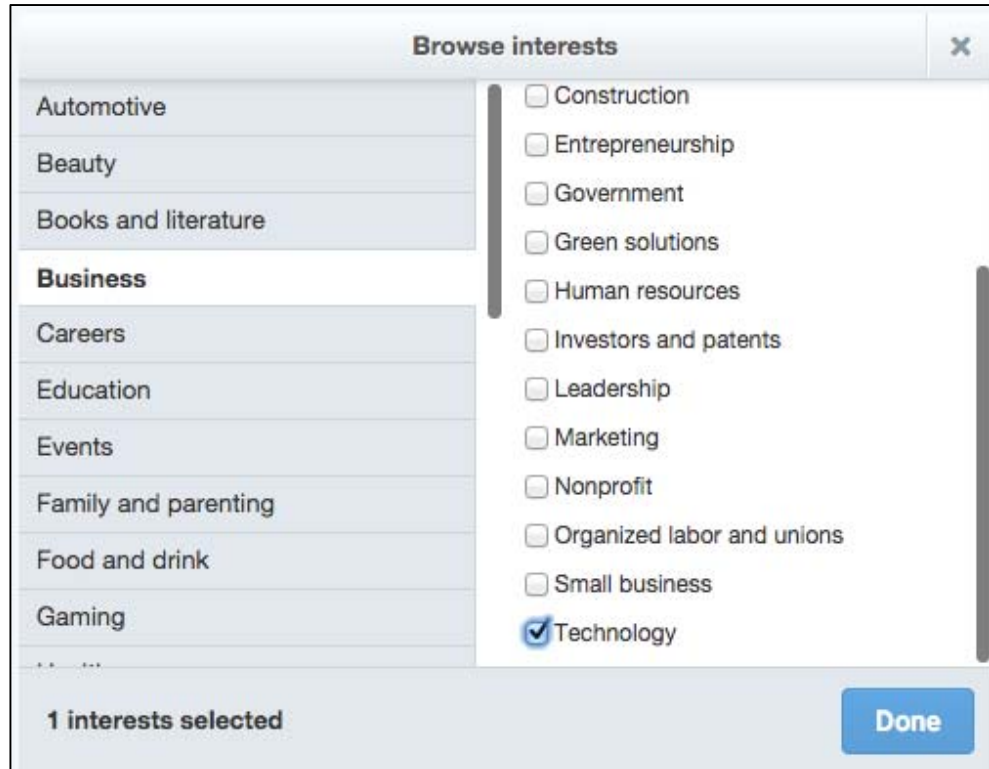 Browse interests
Automotive
Beauty
Books and literature
Business
Careers
Education
Events
Family and parenting
Food and drink
Gaming
Construction
Entrepreneurship
Government
Green solutions
Human resources
Investors and patents
Leadership
Marketing
Nonprofit
Organized labor and unions
Small business
Technology
1 interests selected
Done